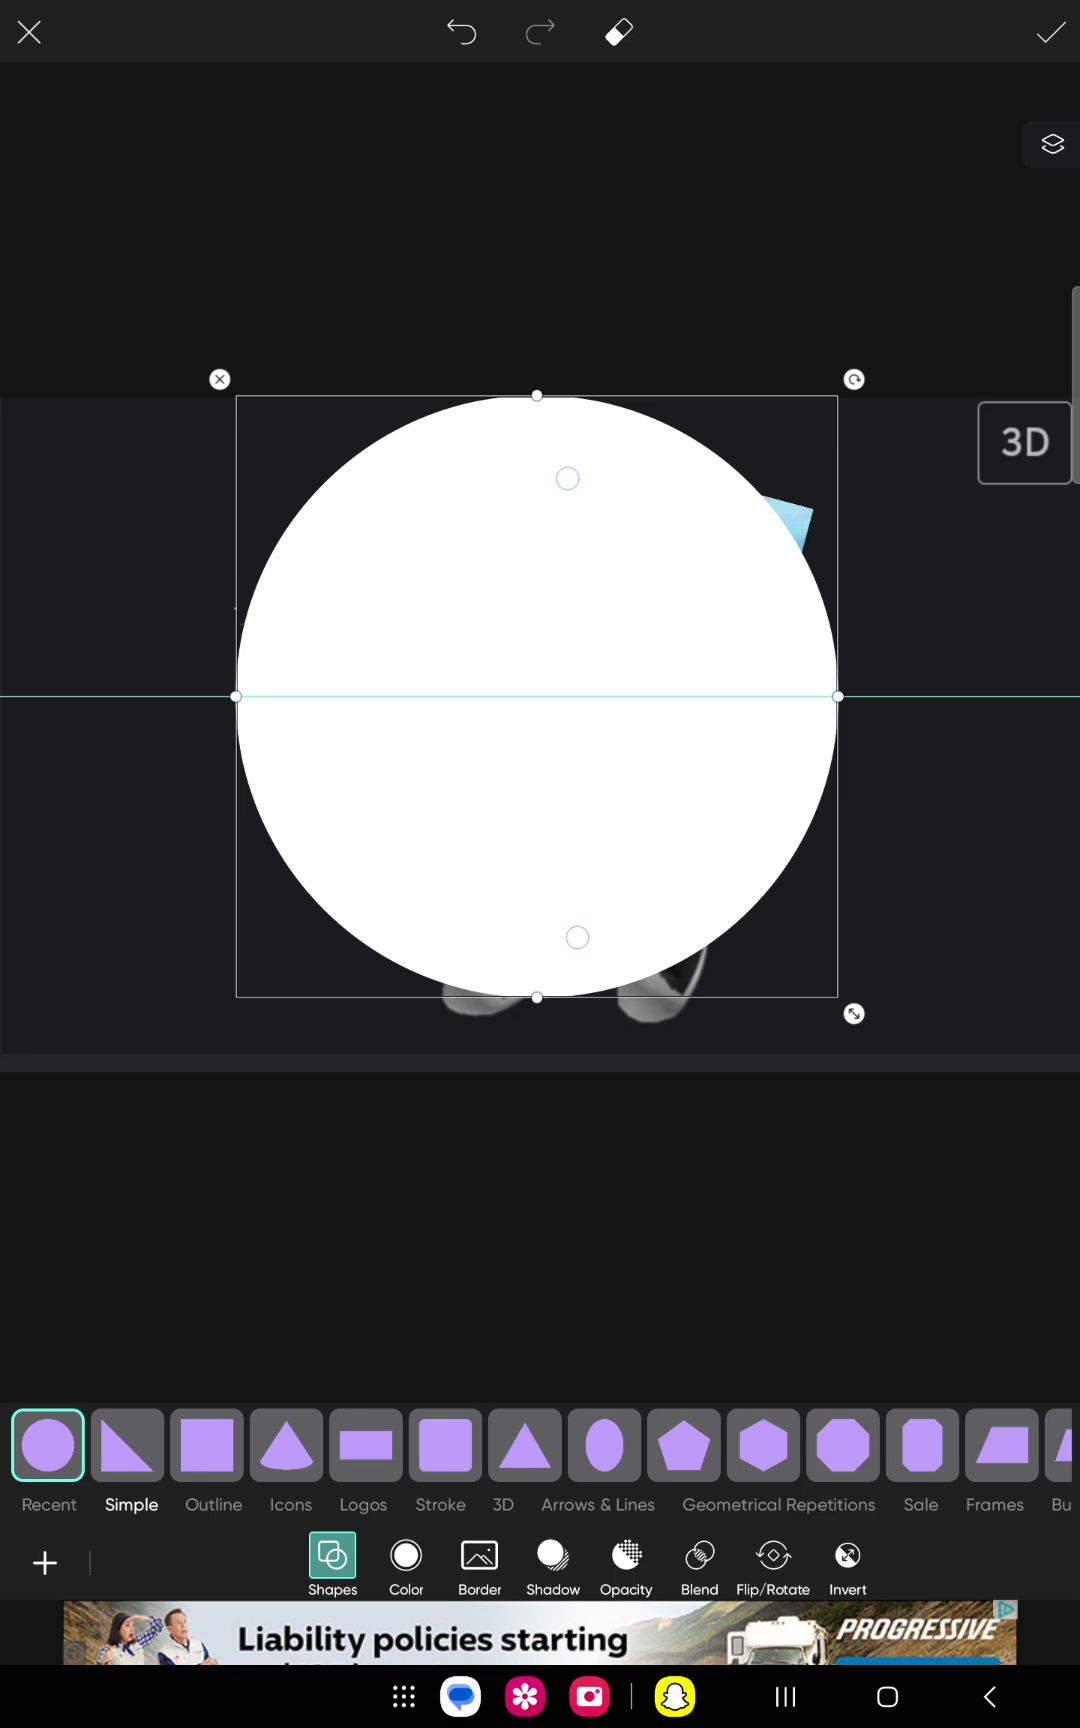 3D
Recent Simple Outline Icons Logos Stroke 3D Arrows & Lines Geometrical Repetitions Sale Frames Bu
Shapes Color Border Shadow Opacity Blend Flip/Rotate Invert
Liability policies starting
PROGRESSIVE